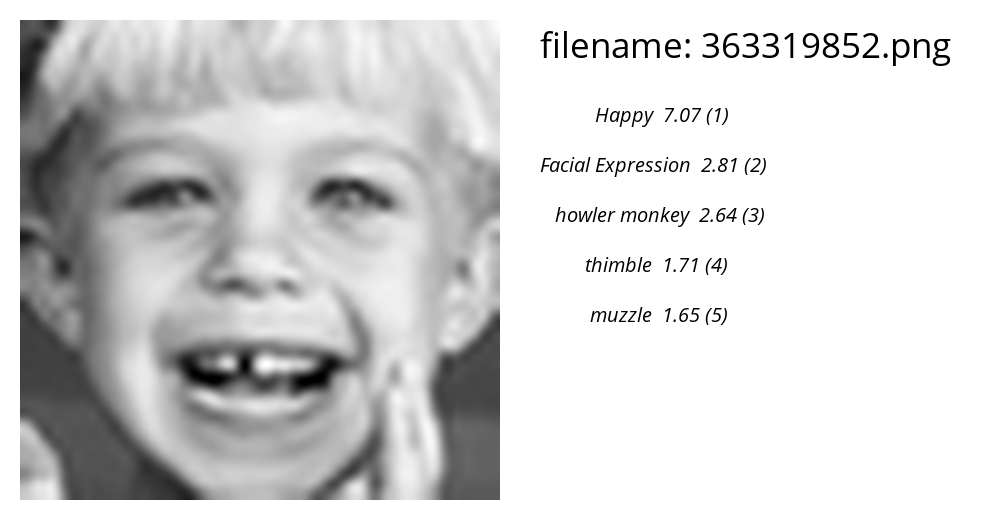 filename: 363319852.png
Happy 7.07 (1)
Facial Expression 2.81 (2)
howler monkey 2.64 (3)
thimble 1.71 (4)
muzzle 1.65 (5)